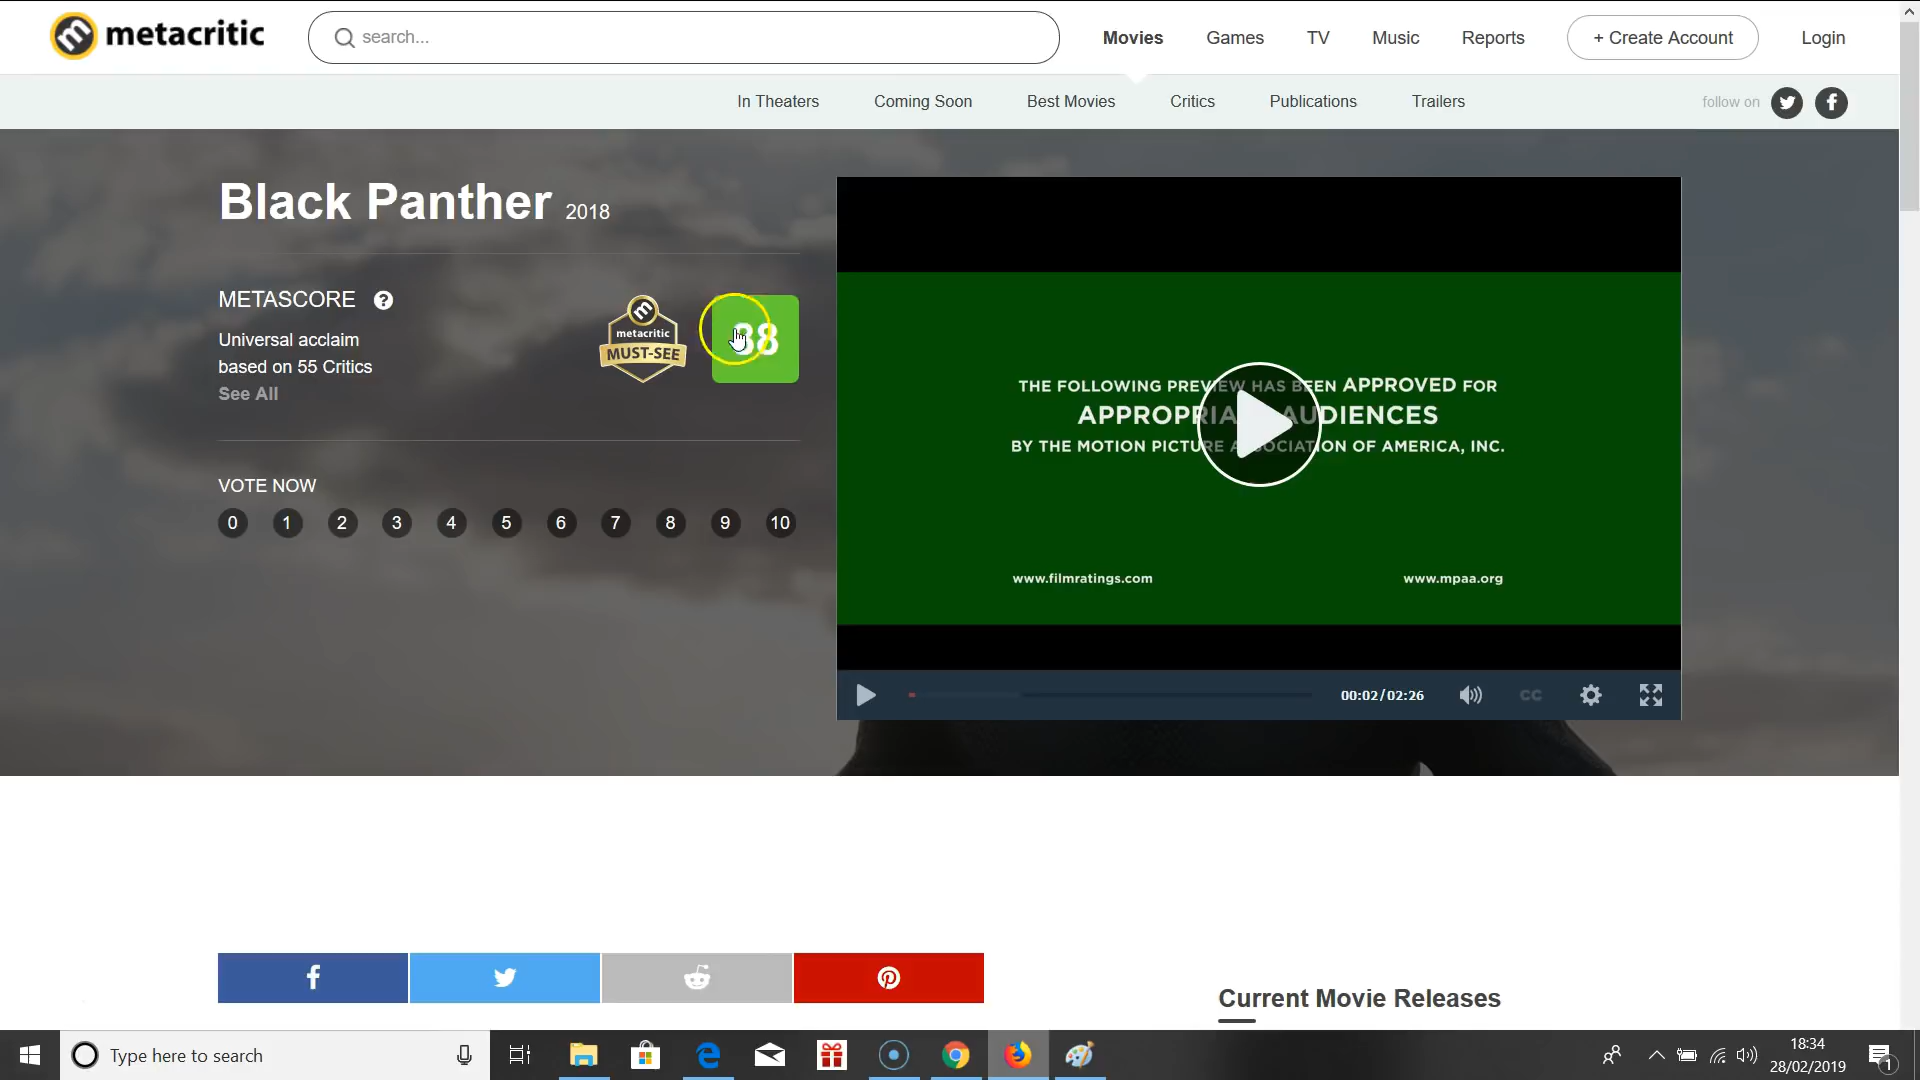 metacritic
search...
Movies
Games
TV
Music
Reports
+ Create Account
Login
In Theaters
Coming Soon
Best Movies
Critics
Publications
Trailers
follow on
Black Panther 2018
METASCORE ?
Universal acclaim
based on 55 Critics
See All
metacritic
MUST-SEE
88
VOTE NOW
0 1 2 3 4 5 6 7 8 9 10
THE FOLLOWING PREVIEW HAS BEEN APPROVED FOR
APPROPRIATE AUDIENCES
BY THE MOTION PICTURE ASSOCIATION OF AMERICA, INC.
www.filmratings.com
www.mpaa.org
00:02/02:26
CC
Current Movie Releases
Type here to search
18:34
28/02/2019
1